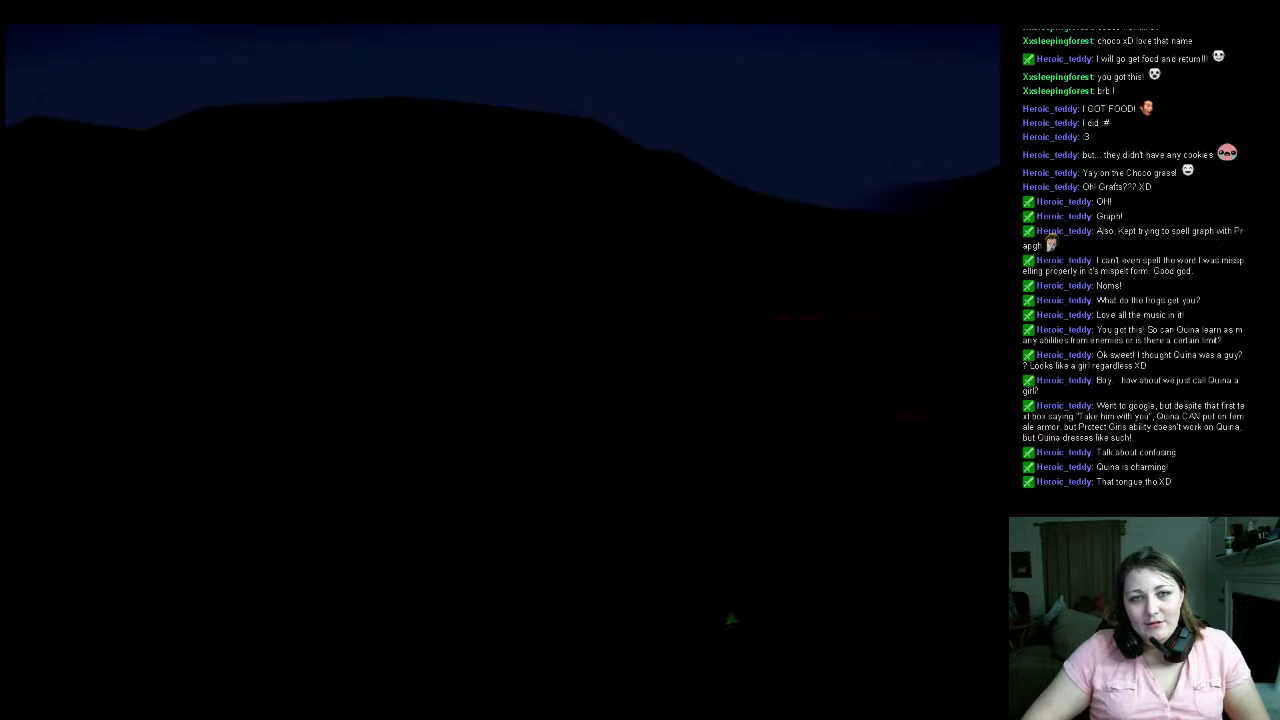 Xxsleepingforest: choco xD love that name
Heroic_teddy: I will go get food and return!!!
Xxsleepingforest: you got this!
Xxsleepingforest: brb !
Heroic_teddy: I GOT FOOD!
Heroic_teddy: I did :#
Heroic_teddy: :3
Heroic_teddy: but... they didn't have any cookies
Heroic_teddy: Yay on the Choco grass!
Heroic_teddy: Oh! Grafts??? XD
Heroic_teddy: OH!
Heroic_teddy: Graph!
Heroic_teddy: Also, Kept trying to spell graph with Pr
apgh
Heroic_teddy: I can't even spell the word I was missp
elling properly in it's mispelt form. Good god.
Heroic_teddy: Noms!
Heroic_teddy: What do the frogs get you?
Heroic_teddy: Love all the music in it!
Heroic_teddy: You got this! So can Quina learn as m
any abilities from enemies or is there a certain limit?
Heroic_teddy: Ok sweet! I thought Quina was a guy?
? Looks like a girl regardless XD
Heroic_teddy: Boy... how about we just call Quina a
girl?
Heroic_teddy: Went to google, but despite that first te
xt box saying "Take him with you", Quina CAN put on fem
ale armor, but Protect Girls ability doesn't work on Quina,
but Quina dresses like such!
Heroic_teddy: Talk about confusing
Heroic_teddy: Quina is charming!
Heroic_teddy: That tongue tho XD